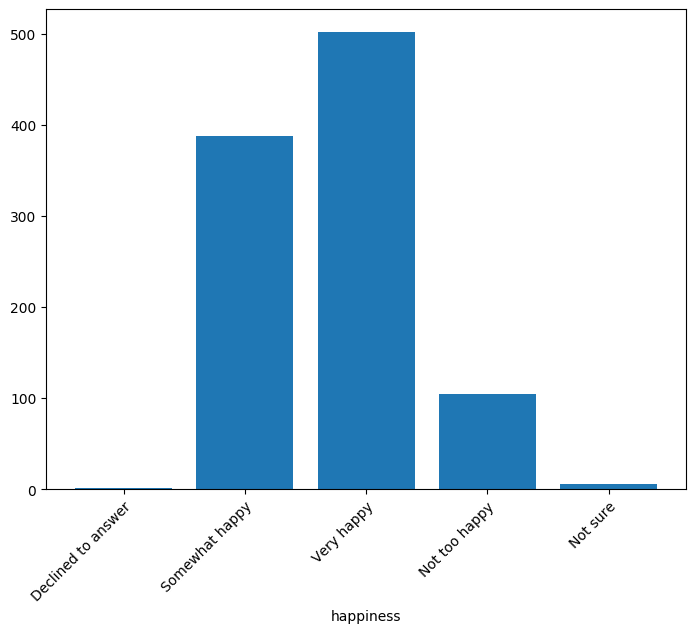 500
400
300
200
100
0
Declined to answer
Somewhat happy
Very happy
Not too happy
Not sure
happiness